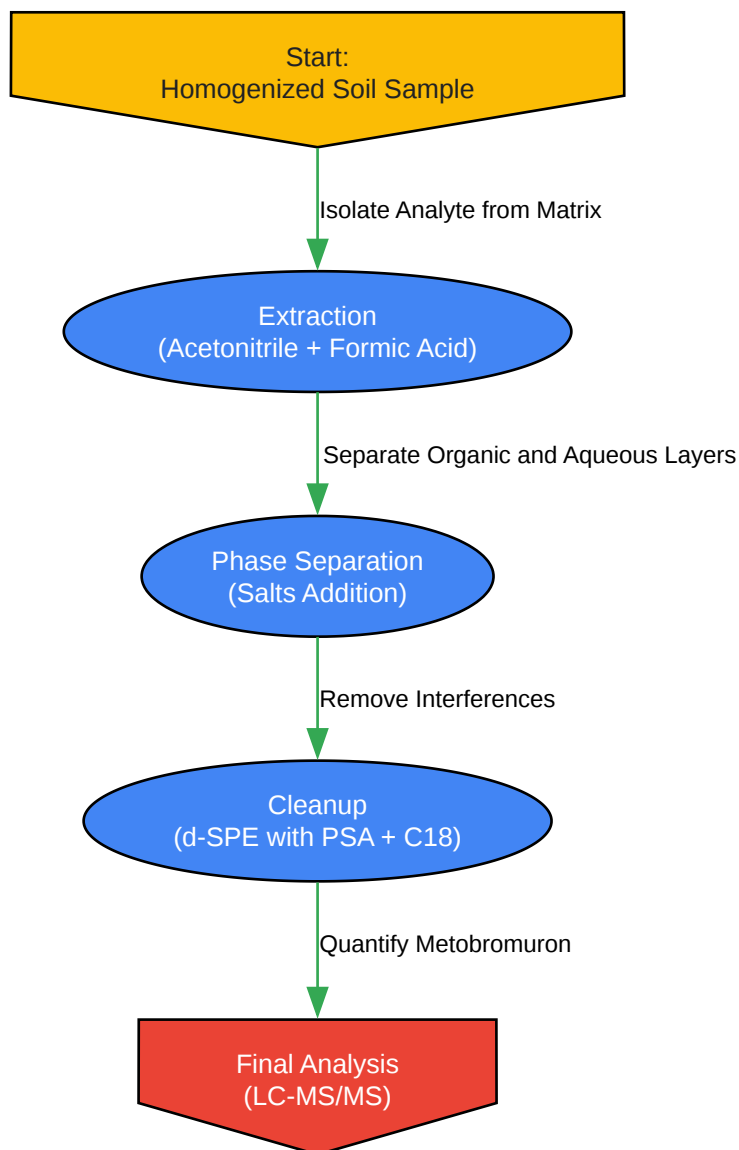 Start:
Homogenized Soil Sample
Isolate Analyte from Matrix
Extraction
(Acetonitrile + Formic Acid)
Separate Organic and Aqueous Layers
Phase Separation
(Salts Addition)
Remove Interferences
Cleanup
(d-SPE with PSA + C18)
Quantify Metobromuron
Final Analysis
(LC-MS/MS)